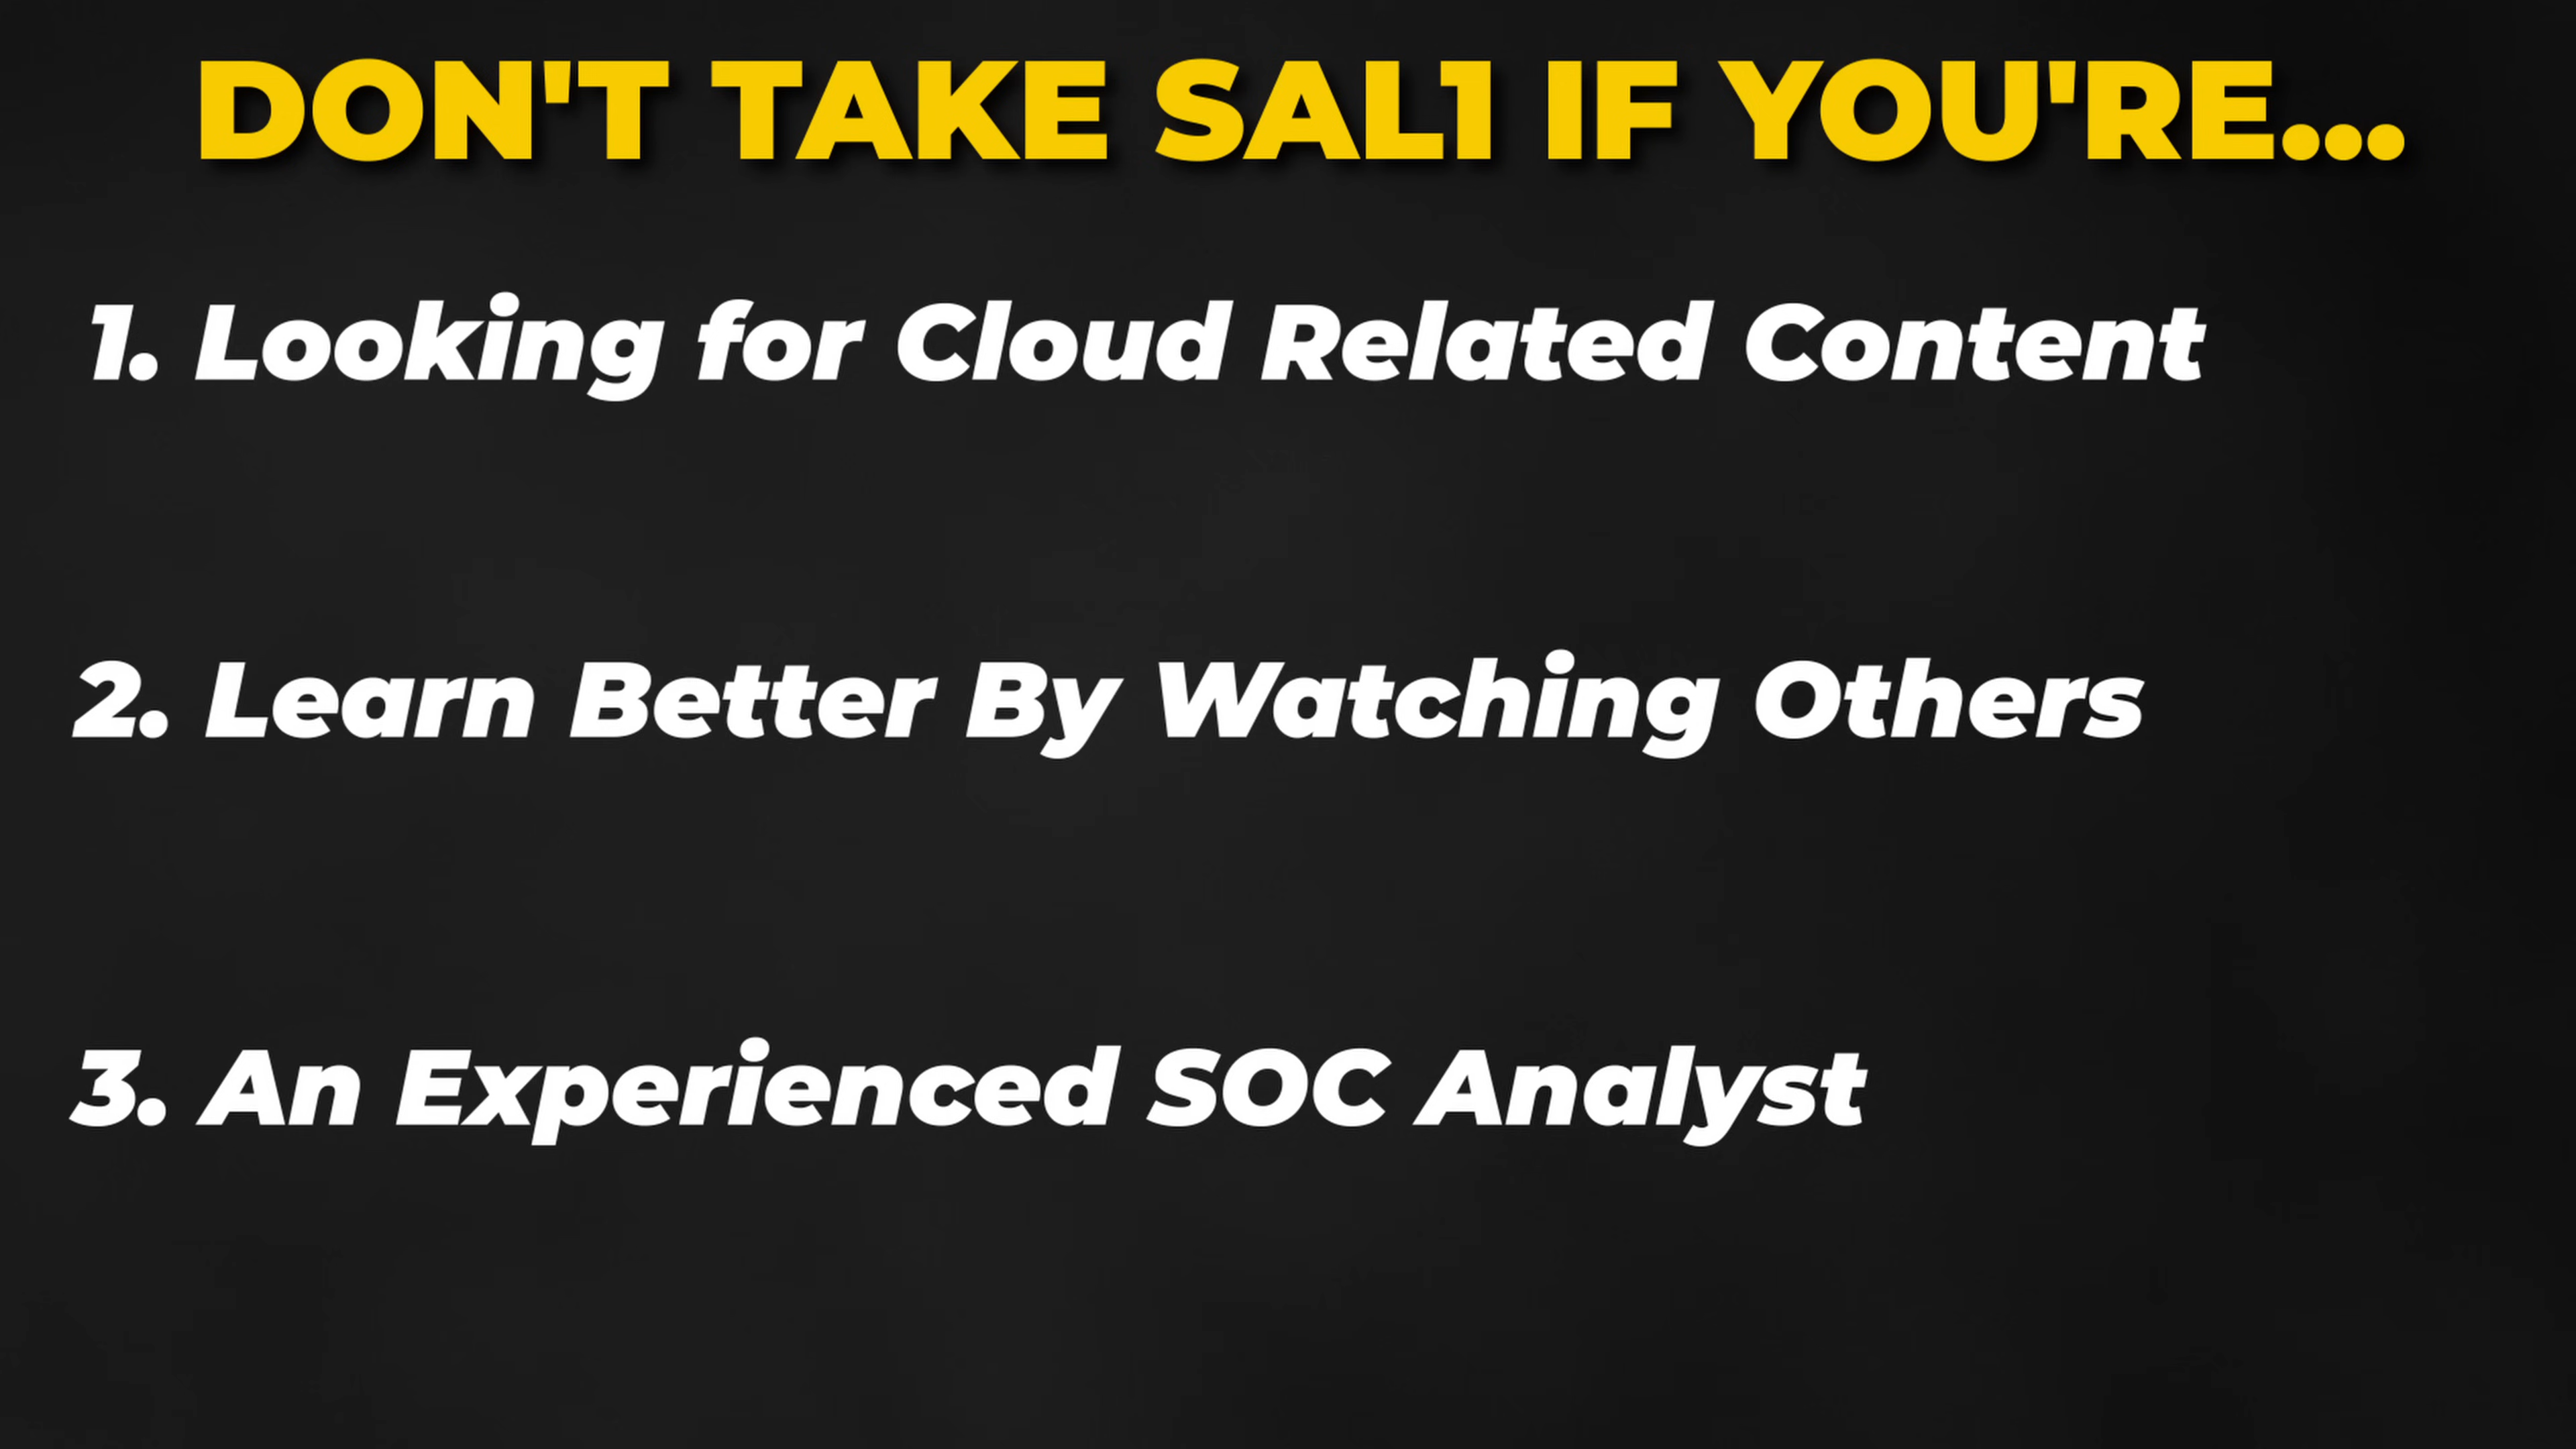 DON'T TAKE SAL1 IF YOU'RE...
1. Looking for Cloud Related Content
2. Learn Better By Watching Others
3. An Experienced SOC Analyst